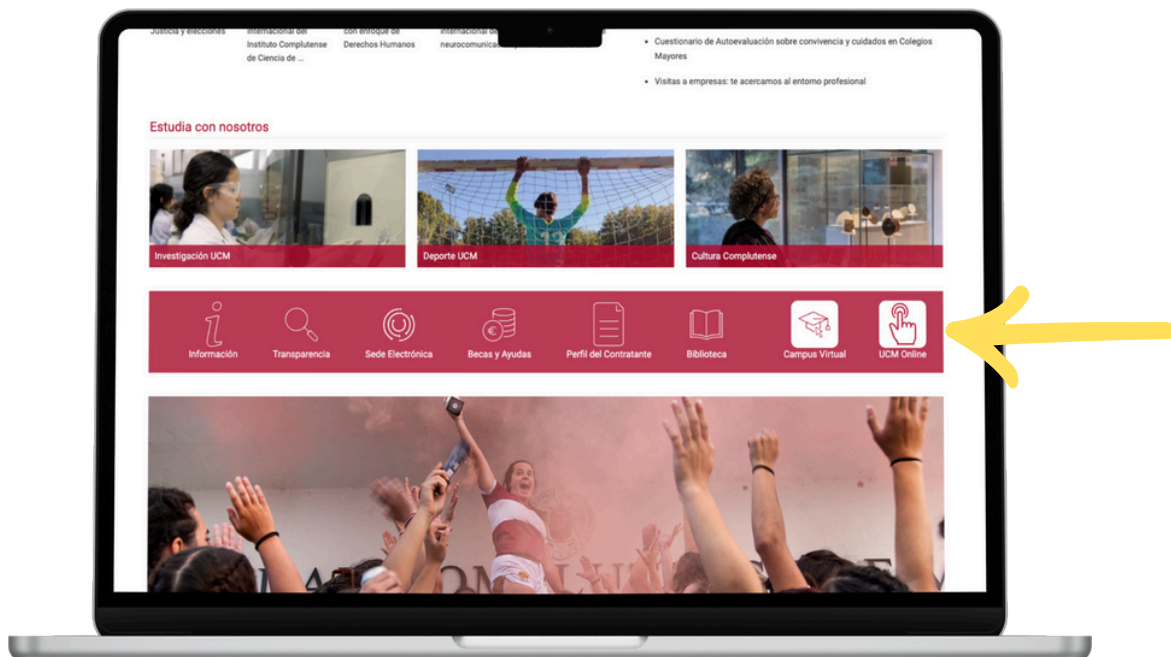 Justicia y elecciones
Internacional del
Instituto Complutense
de Ciencia de ...
con enfoque de
Derechos Humanos
Internacional de
• Cuestionario de Autoevaluación sobre convivencia y cuidados en Colegios
Mayores
• Visitas a empresas: te acercamos al entorno profesional
Estudia con nosotros
Investigación UCM
Deporte UCM
Cultura Complutense
Información
Transparencia
Sede Electrónica
Becas y Ayudas
Perfil del Contratante
Biblioteca
Campus Virtual
UCM Online